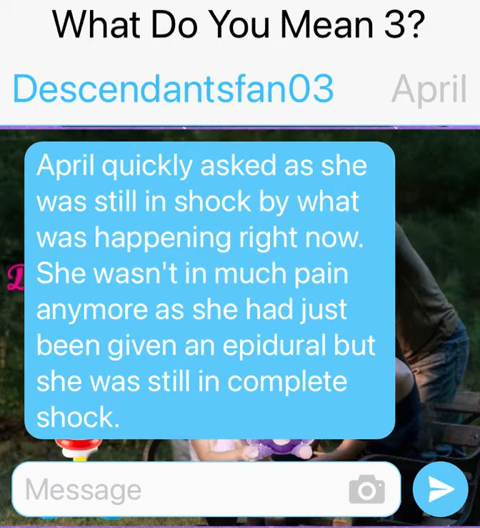 What Do You Mean 3?
Descendantsfan03 April
April quickly asked as she
was still in shock by what
was happening right now.
She wasn't in much pain
anymore as she had just
been given an epidural but
she was still in complete
shock.
Message